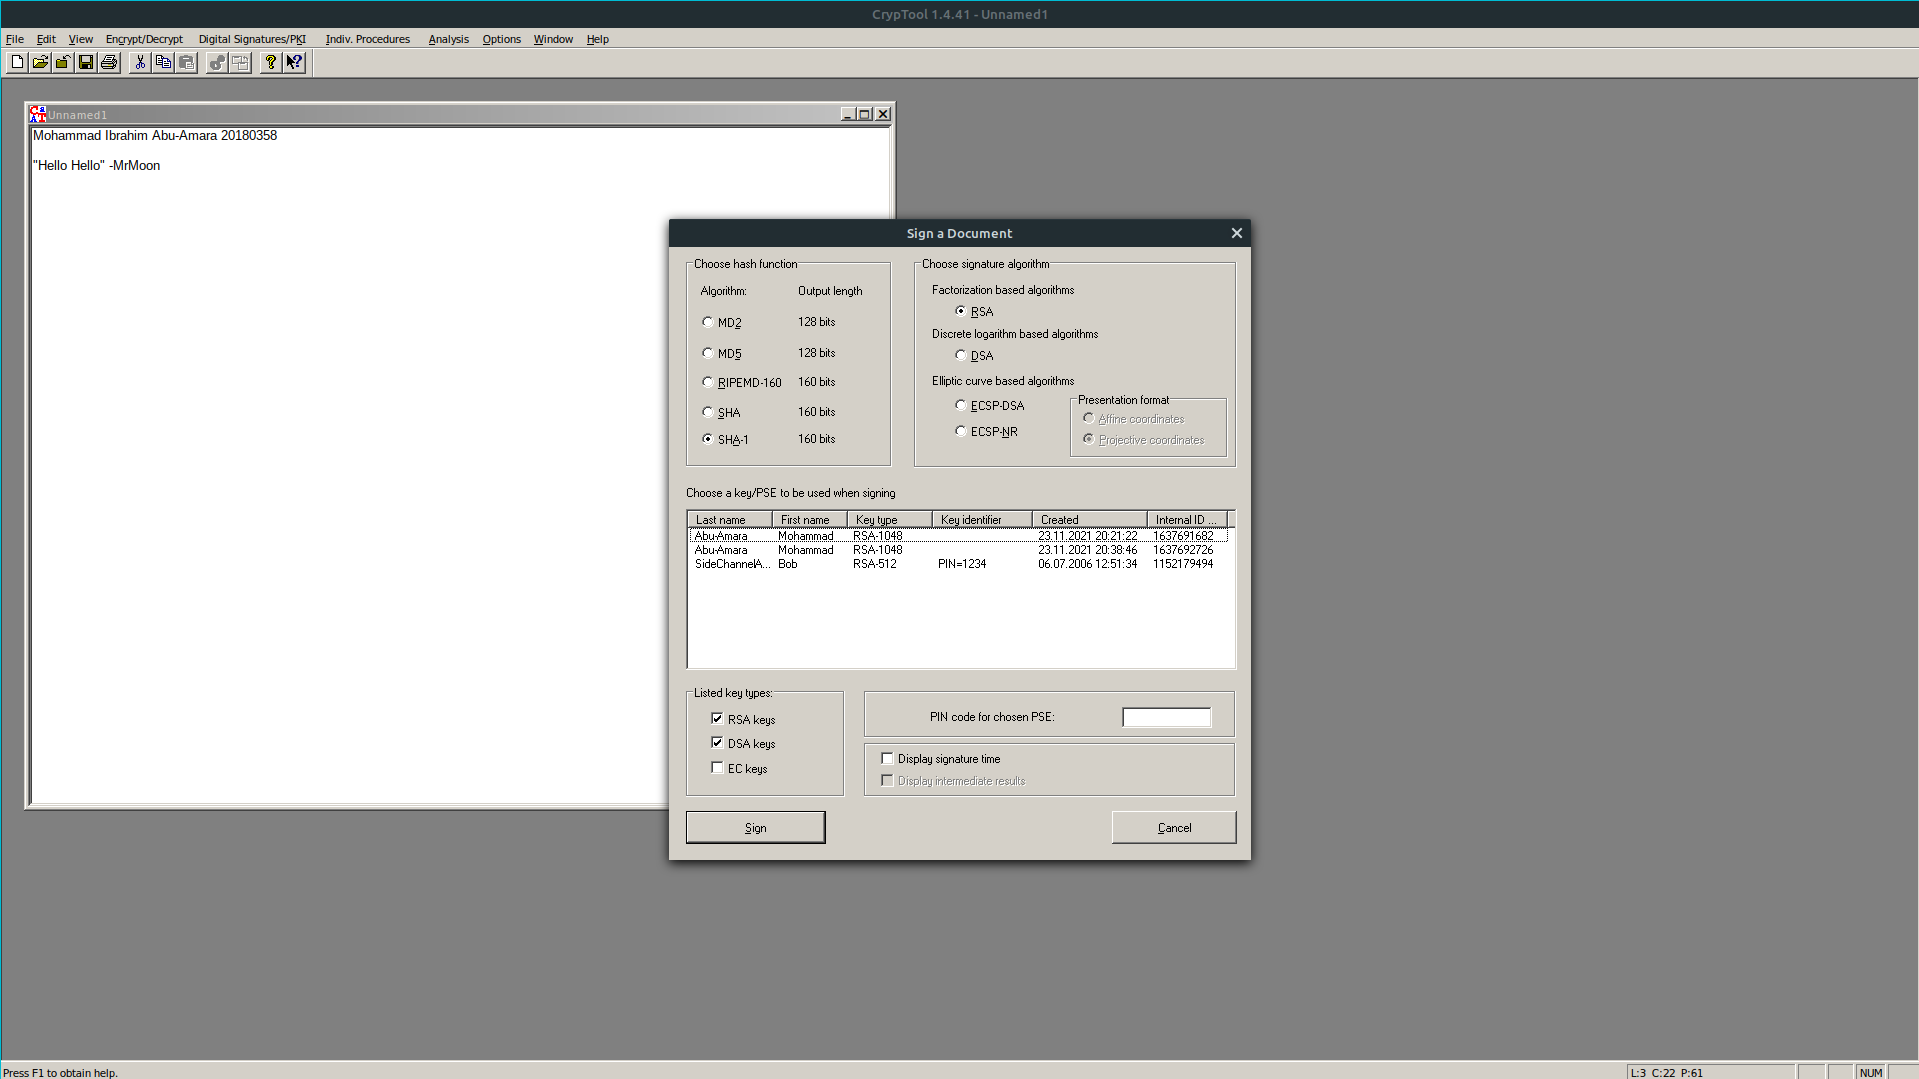 CrypTool 1.4.41 - Unnamed1
File Edit View Encrypt/Decrypt Digital Signatures/PKI Indiv. Procedures Analysis Options Window Help
Unnamed1
Mohammad Ibrahim Abu-Amara 20180358
"Hello Hello" -MrMoon
Sign a Document
Choose hash function
Algorithm: Output length
MD2 128 bits
MD5 128 bits
RIPEMD-160 160 bits
SHA 160 bits
SHA-1 160 bits
Choose signature algorithm
Factorization based algorithms
RSA
Discrete logarithm based algorithms
DSA
Elliptic curve based algorithms
ECSP-DSA
ECSP-NR
Presentation format
Affine coordinates
Projective coordinates
Choose a key/PSE to be used when signing
Last name First name Key type Key identifier Created Internal ID ...
Abu-Amara Mohammad RSA-1048 23.11.2021 20:21:22 1637691682
Abu-Amara Mohammad RSA-1048 23.11.2021 20:38:46 1637692726
SideChannelA... Bob RSA-512 PIN=1234 06.07.2006 12:51:34 1152179494
Listed key types:
RSA keys
DSA keys
EC keys
PIN code for chosen PSE:
Display signature time
Display intermediate results
Sign
Cancel
Press F1 to obtain help.
L:3 C:22 P:61 NUM